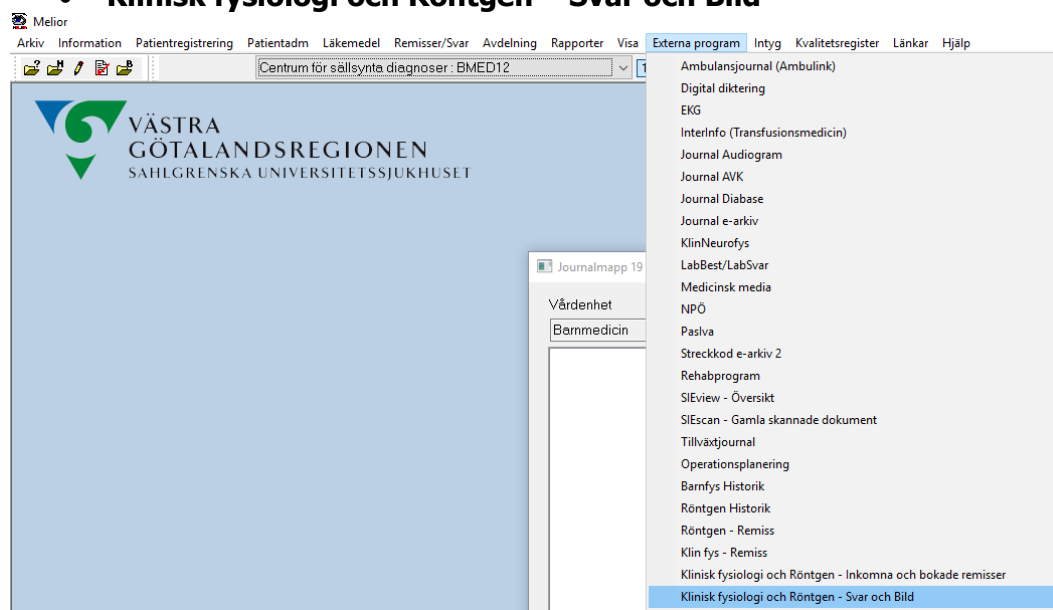 • Klinisk fysiologi och Röntgen – Svar och Bild
Melior
Arkiv Information Patientregistrering Patientadm Läkemedel Remisser/Svar Avdelning Rapporter Visa Externa program Intyg Kvalitetsregister Länkar Hjälp
Centrum för sällsynta diagnoser : BMED12
VÄSTRA
GÖTALANDSREGIONEN
SAHLGRENSKA UNIVERSITETSSJUKHUSET
Journalmapp 19
Vårdenhet
Barnmedicin
Ambulansjournal (Ambulink)
Digital diktering
EKG
InterInfo (Transfusionsmedicin)
Journal Audiogram
Journal AVK
Journal Diabase
Journal e-arkiv
KlinNeurofys
LabBest/LabSvar
Medicinsk media
NPÖ
PasIva
Streckkod e-arkiv 2
Rehabprogram
SIEview - Översikt
SIEscan - Gamla skannade dokument
Tillväxtjournal
Operationsplanering
Barnfys Historik
Röntgen Historik
Röntgen - Remiss
Klin fys - Remiss
Klinisk fysiologi och Röntgen - Inkomna och bokade remisser
Klinisk fysiologi och Röntgen - Svar och Bild